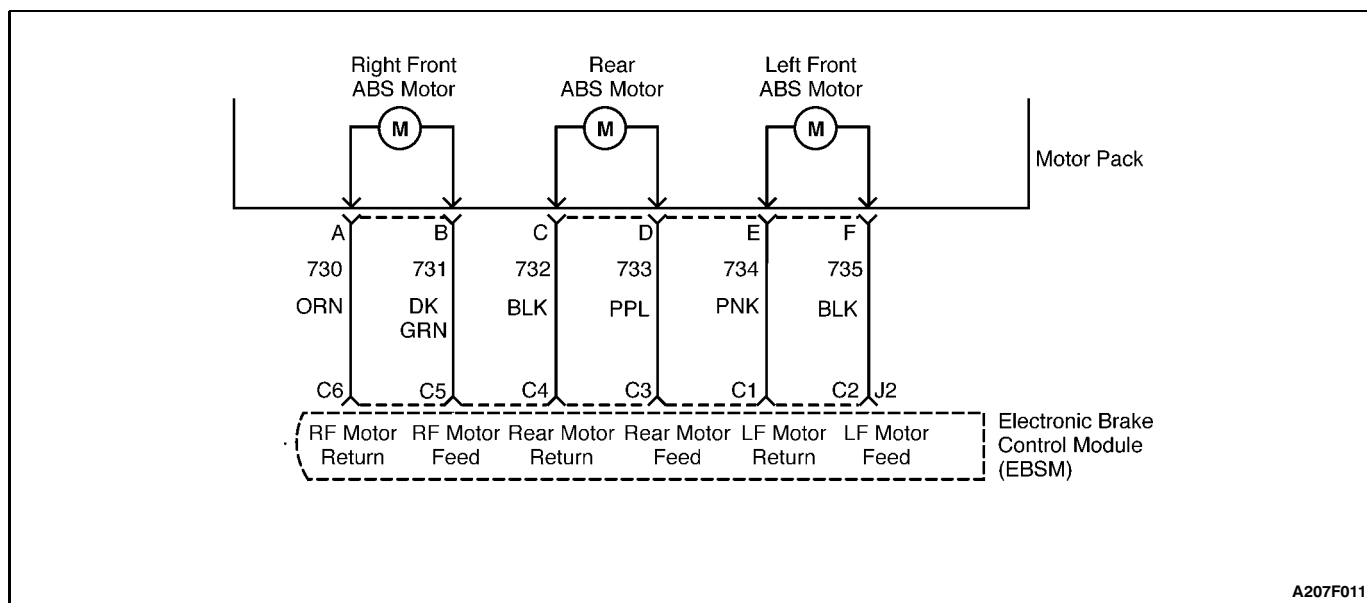 Right Front
ABS Motor
Rear
ABS Motor
Left Front
ABS Motor
M
M
M
Motor Pack
A B C D E F
730 731 732 733 734 735
ORN DK
GRN BLK PPL PNK BLK
C6 C5 C4 C3 C1 C2 J2
RF Motor
Return
RF Motor
Feed
Rear Motor
Return
Rear Motor
Feed
LF Motor
Return
LF Motor
Feed
Electronic Brake
Control Module
(EBSM)
A207F011